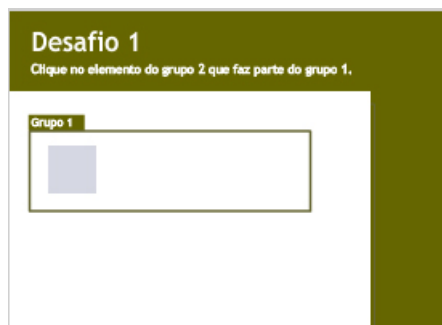 Desafio 1
Clique no elemento do grupo 2 que faz parte do grupo 1.
Grupo 1